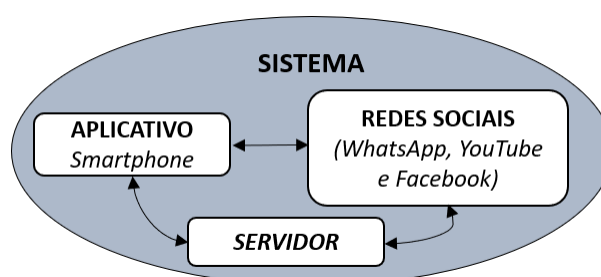 SISTEMA
APLICATIVO
Smartphone
REDES SOCIAIS
(WhatsApp, YouTube
e Facebook)
SERVIDOR